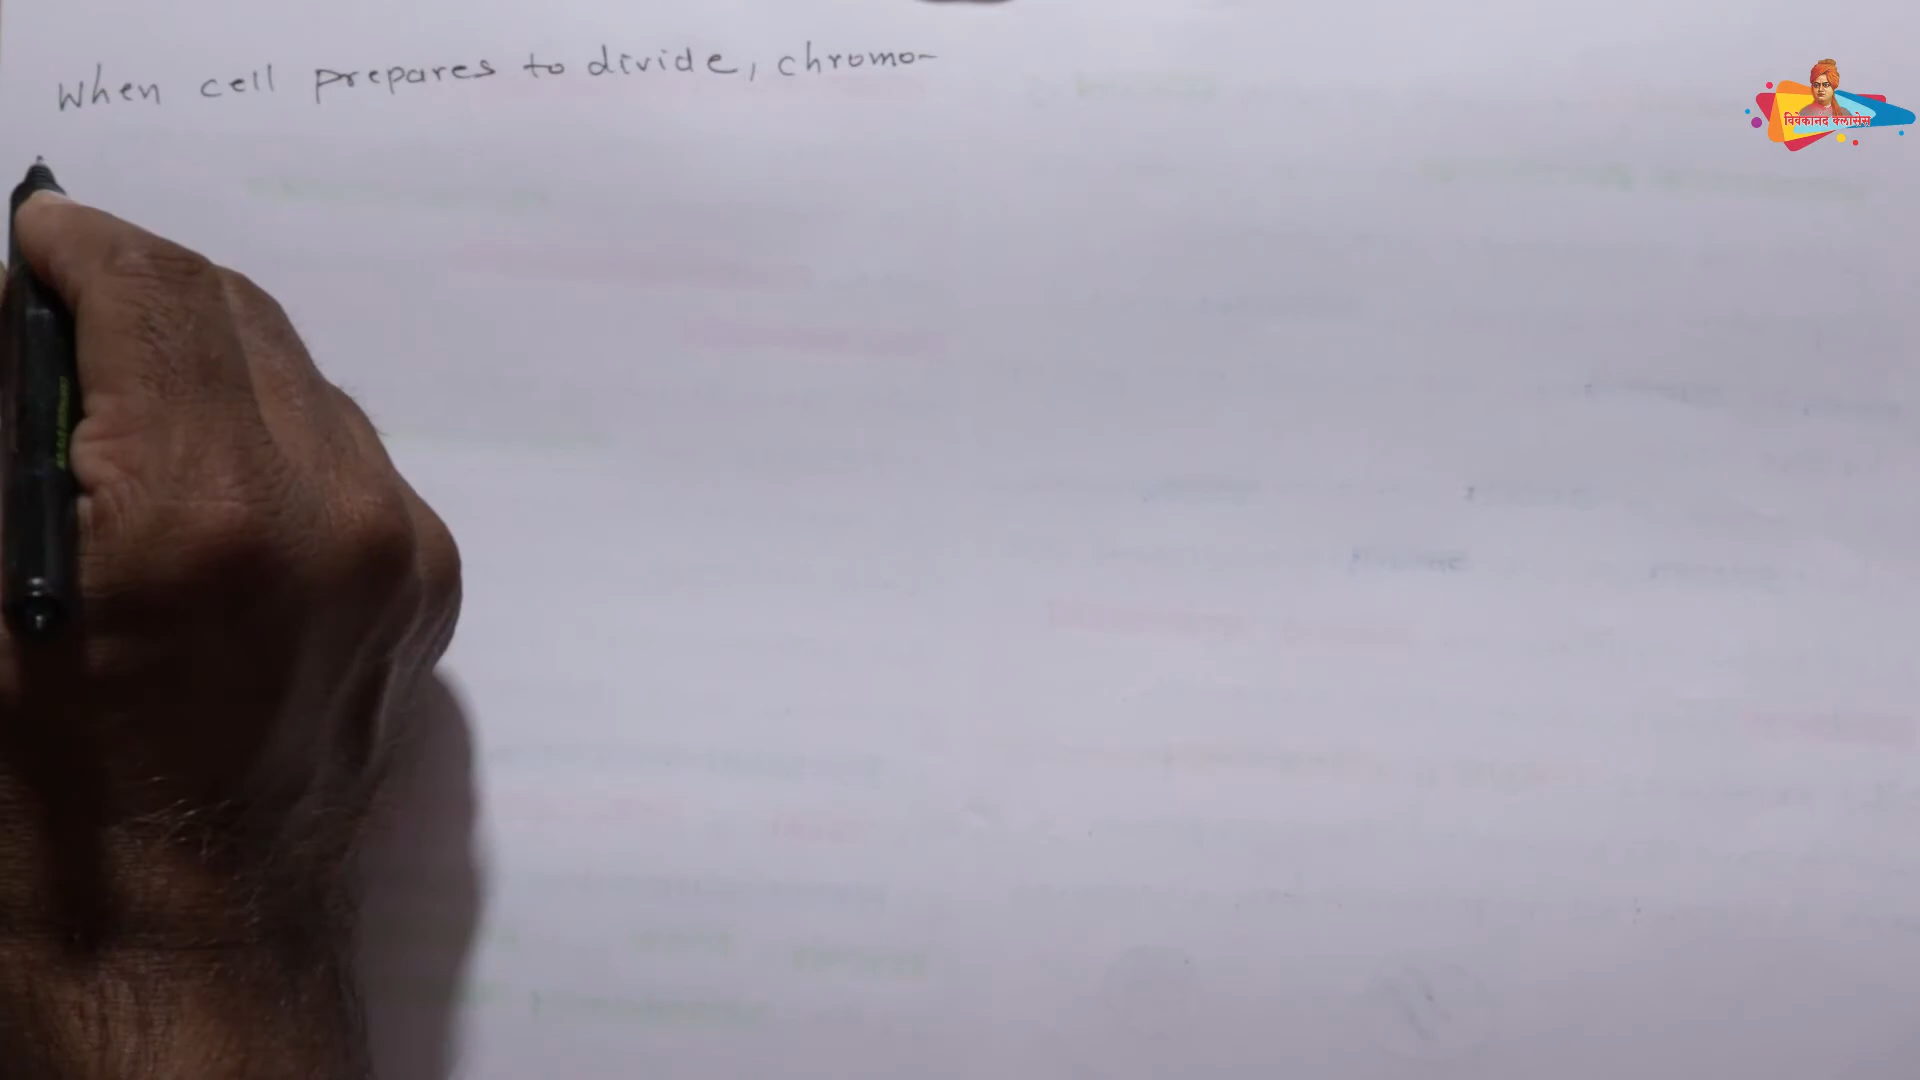 When cell prepares to divide, chromo-
विवेकानंद क्लासेस